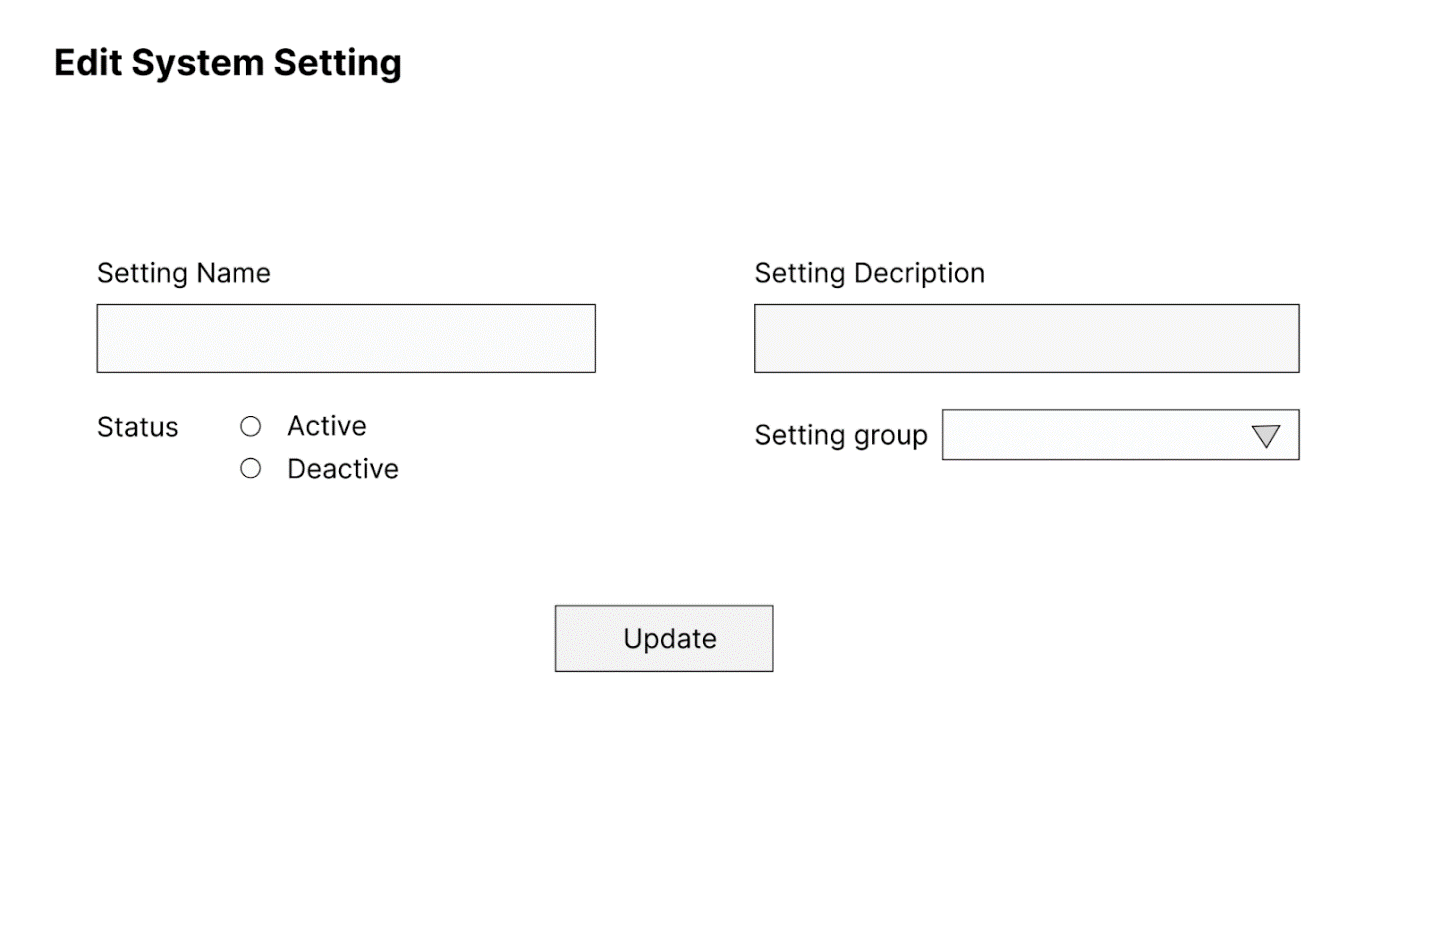 Edit System Setting
Setting Name
Setting Decription
Status
Active
Deactive
Setting group
Update